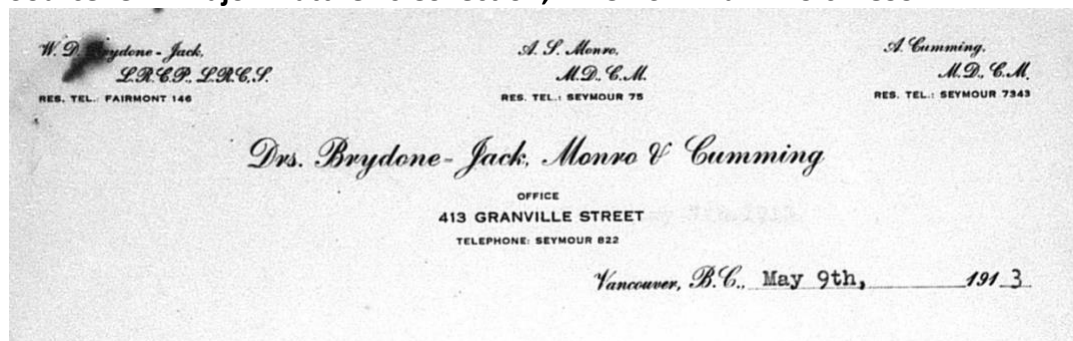 W. D. Brydone-Jack,
L.R.C.P., L.R.C.S.
RES. TEL.: FAIRMONT 146
A. S. Monro,
M.D., C.M.
RES. TEL.: SEYMOUR 75
A. Cumming,
M.D., C.M.
RES. TEL.: SEYMOUR 7343
Drs. Brydone-Jack, Monro & Cumming
OFFICE
413 GRANVILLE STREET
TELEPHONE: SEYMOUR 822
Vancouver, B.C., May 9th, 1913